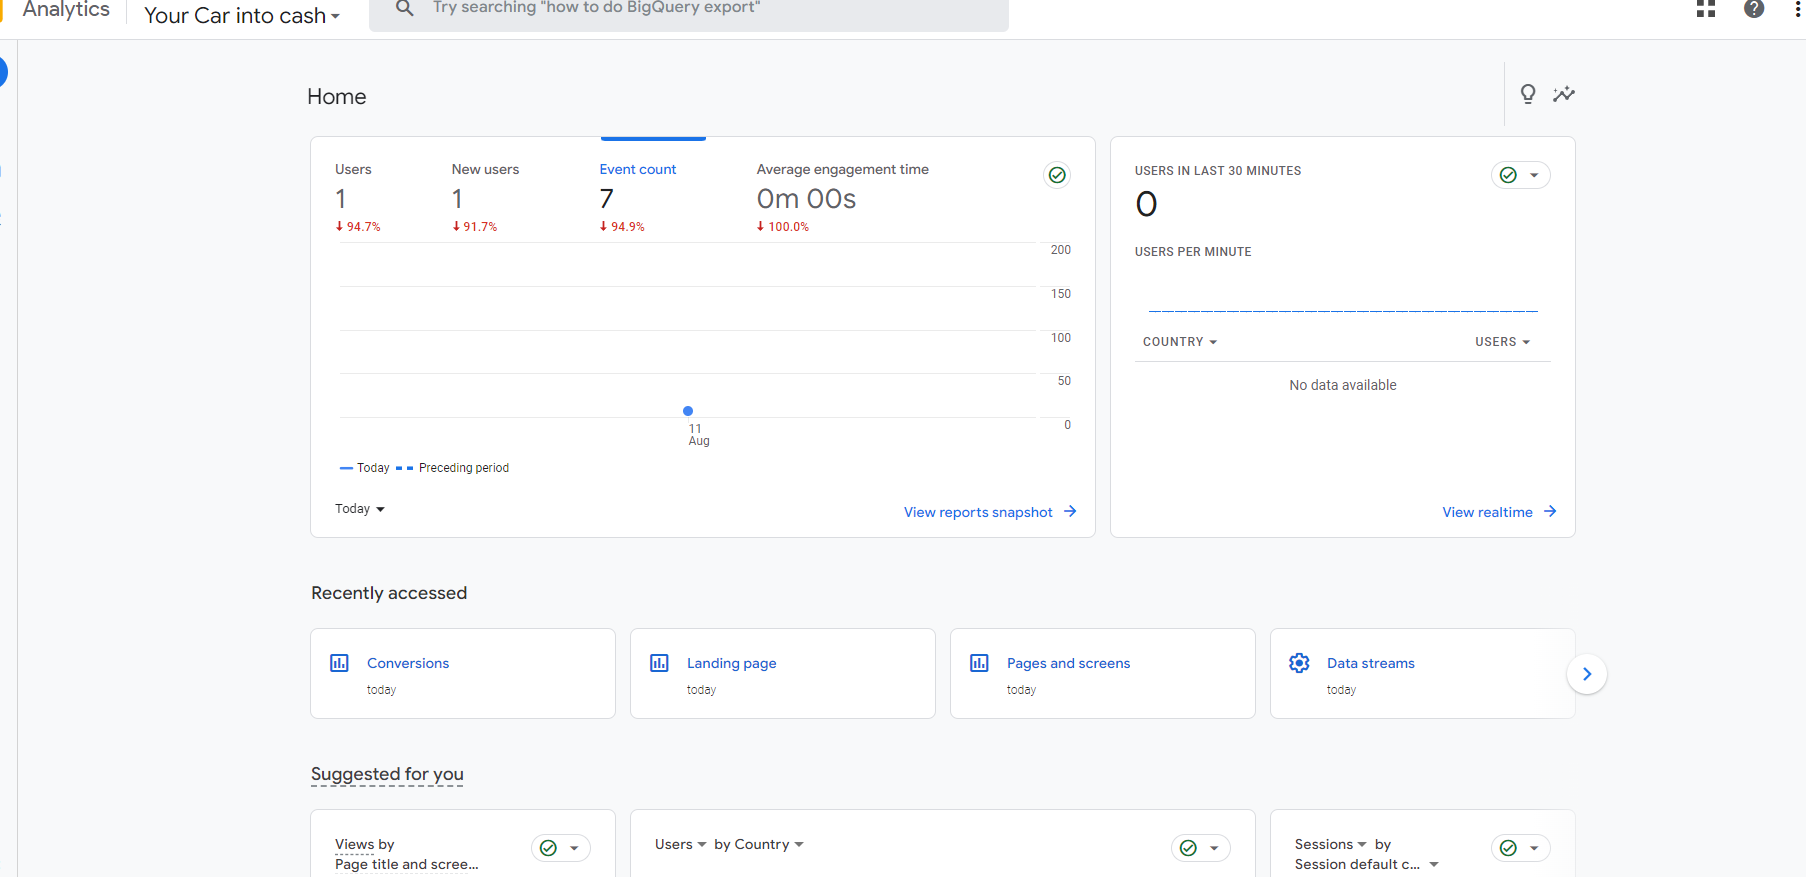 Analytics
Your Car into cash
Try searching "how to do BigQuery export"
Home
Users
1
94.7%
New users
1
91.7%
Event count
7
94.9%
Average engagement time
0m 00s
100.0%
200
150
100
50
0
11
Aug
Today
Preceding period
Today
View reports snapshot
USERS IN LAST 30 MINUTES
0
USERS PER MINUTE
COUNTRY
USERS
No data available
View realtime
Recently accessed
Conversions
today
Landing page
today
Pages and screens
today
Data streams
today
Suggested for you
Views by
Page title and scree...
Users by Country
Sessions by
Session default c...